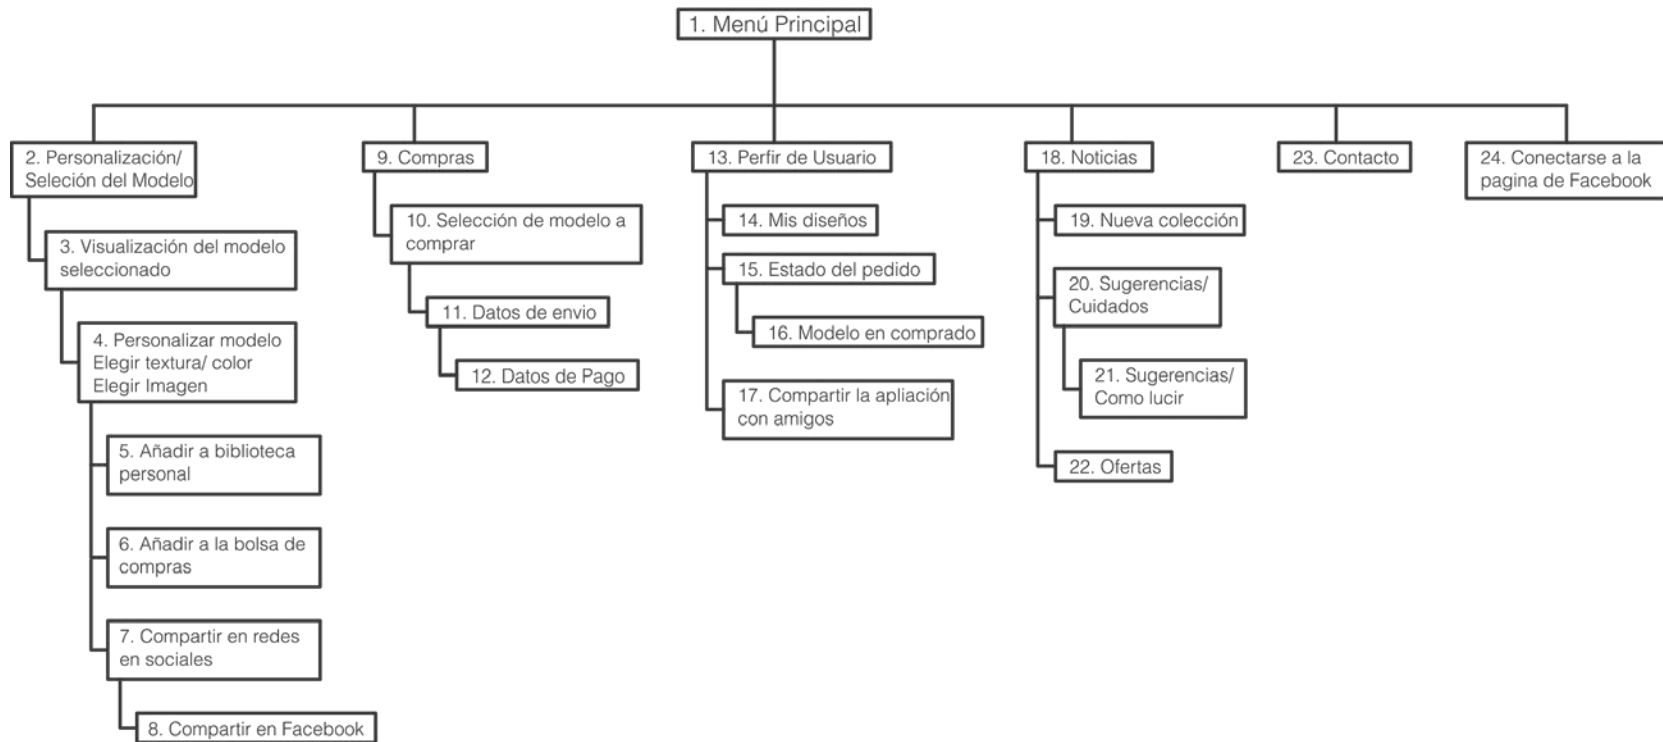 1. Menú Principal
2. Personalización/
Seleción del Modelo
3. Visualización del modelo
seleccionado
4. Personalizar modelo
Elegir textura/ color
Elegir Imagen
5. Añadir a biblioteca
personal
6. Añadir a la bolsa de
compras
7. Compartir en redes
en sociales
8. Compartir en Facebook
9. Compras
10. Selección de modelo a
comprar
11. Datos de envio
12. Datos de Pago
13. Perfir de Usuario
14. Mis diseños
15. Estado del pedido
16. Modelo en comprado
17. Compartir la apliación
con amigos
18. Noticias
19. Nueva colección
20. Sugerencias/
Cuidados
21. Sugerencias/
Como lucir
22. Ofertas
23. Contacto
24. Conectarse a la
pagina de Facebook